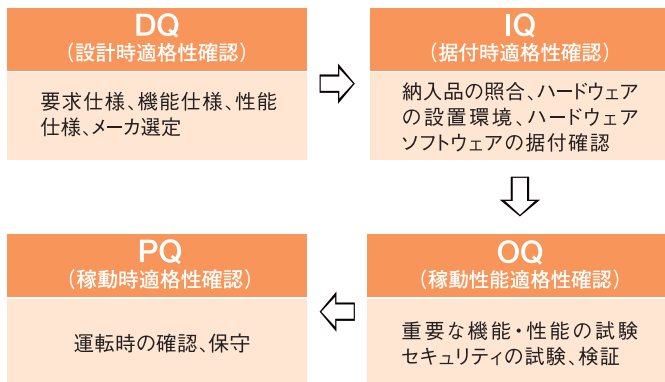 DQ
（設計時適格性確認）
要求仕様、機能仕様、性能
仕様、メーカ選定
IQ
（据付時適格性確認）
納入品の照合、ハードウェア
の設置環境、ハードウェア
ソフトウェアの据付確認
OQ
（稼動性能適格性確認）
重要な機能・性能の試験
セキュリティの試験、検証
PQ
（稼動時適格性確認）
運転時の確認、保守